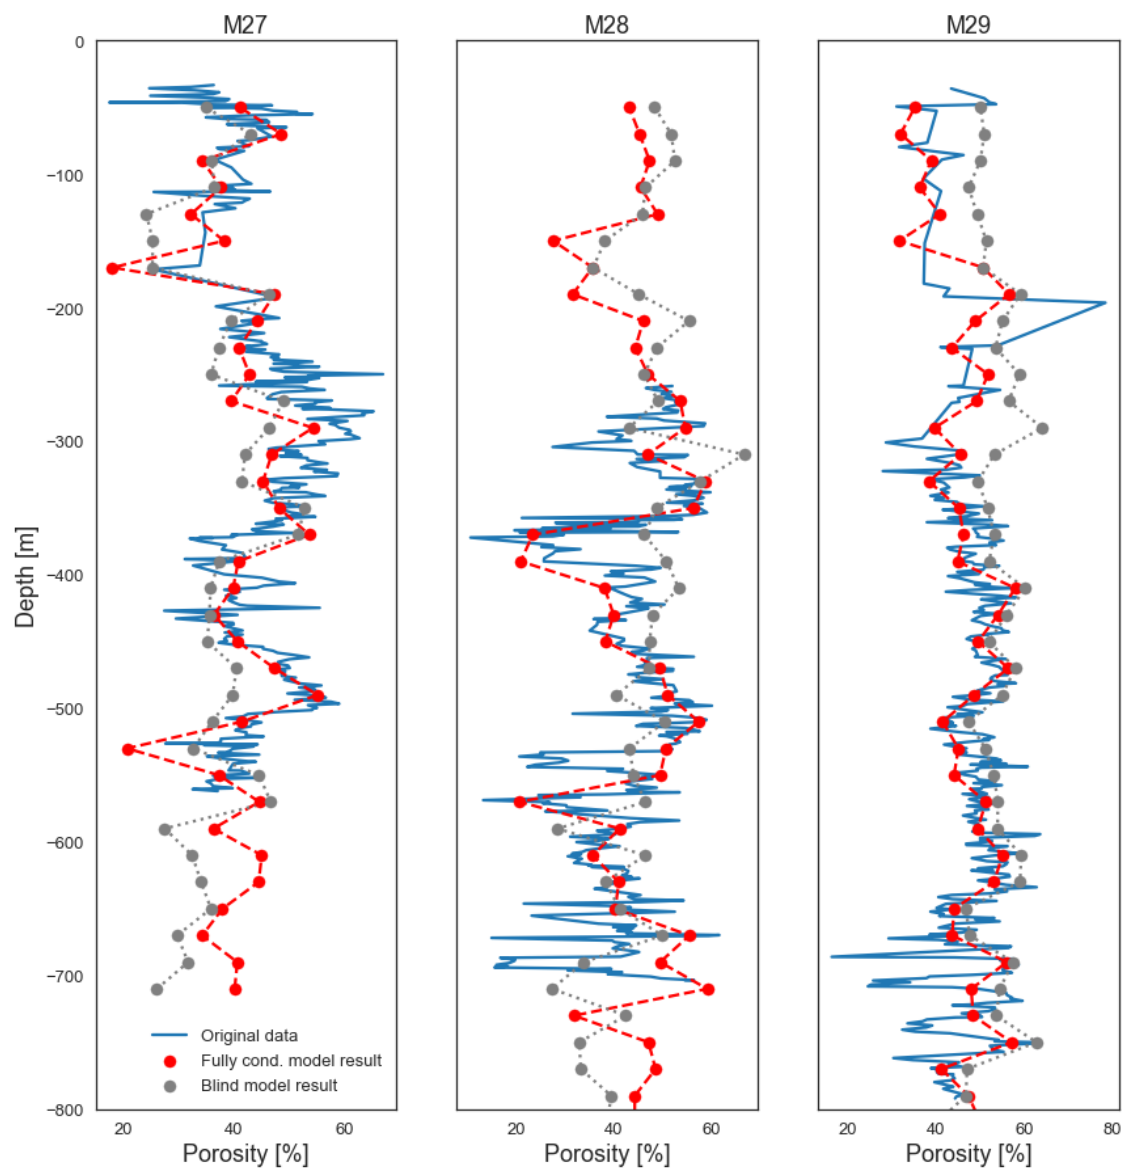 M27
M28
M29
0
−100
−200
−300
−400
−500
−600
−700
−800
Depth [m]
Original data
Fully cond. model result
Blind model result
20 40 60
20 40 60
20 40 60 80
Porosity [%]
Porosity [%]
Porosity [%]